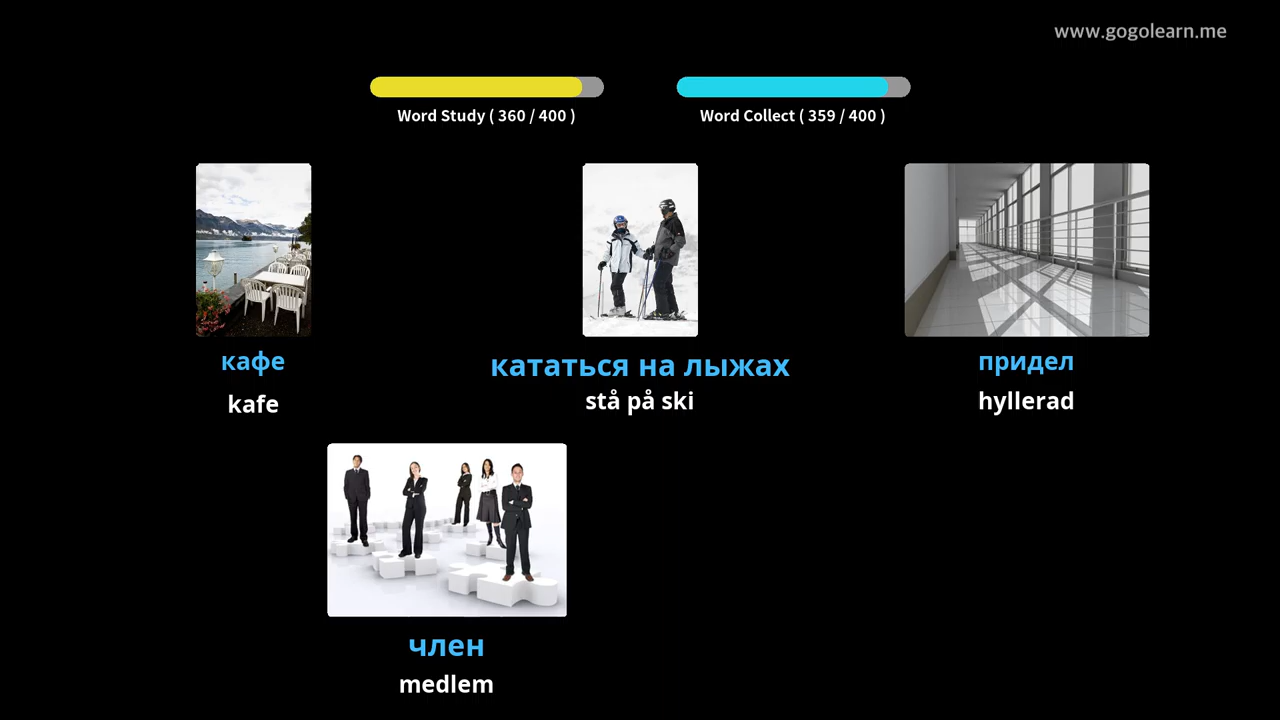 www.gogolearn.me
Word Study ( 360 / 400 )
Word Collect ( 359 / 400 )
кафе
kafe
кататься на лыжах
stå på ski
придел
hyllerad
член
medlem